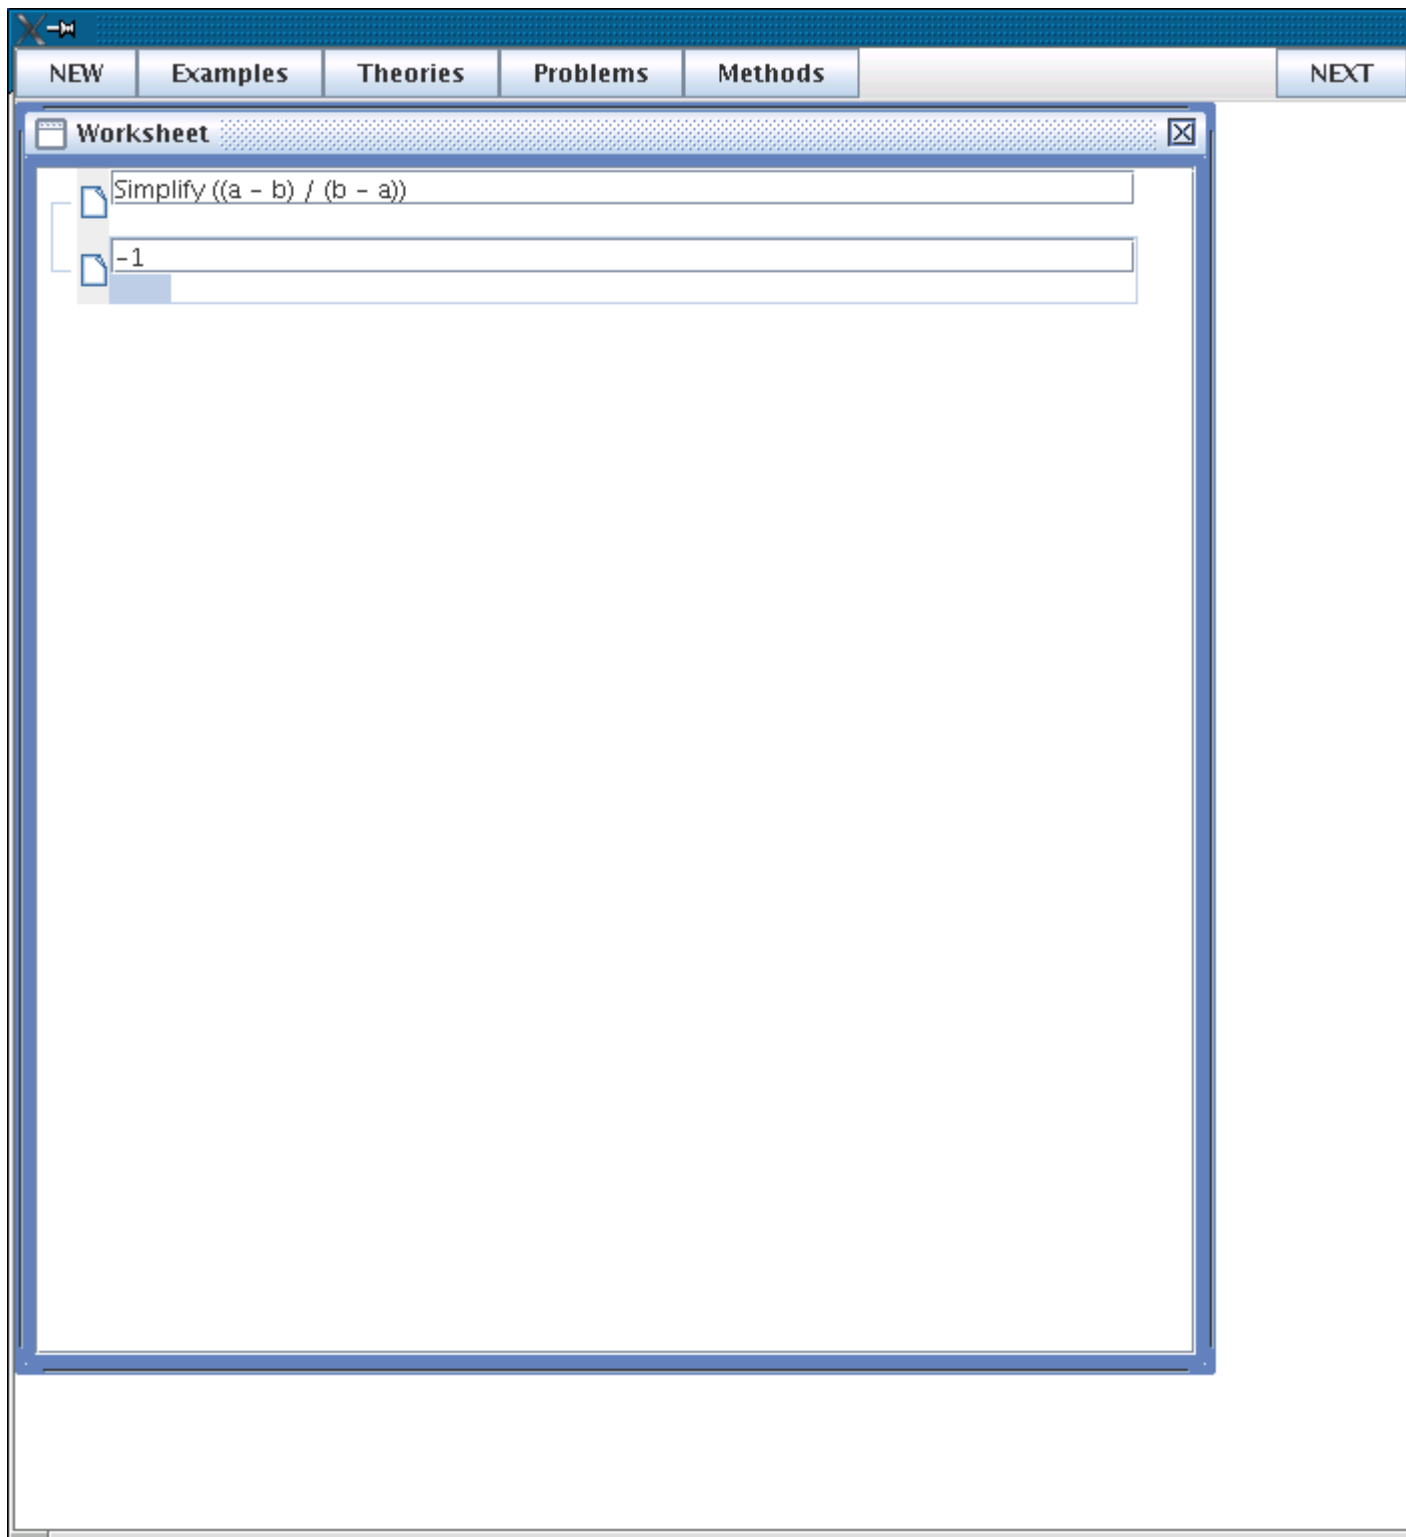 NEW Examples Theories Problems Methods NEXT
Worksheet
Simplify ((a - b) / (b - a))
-1